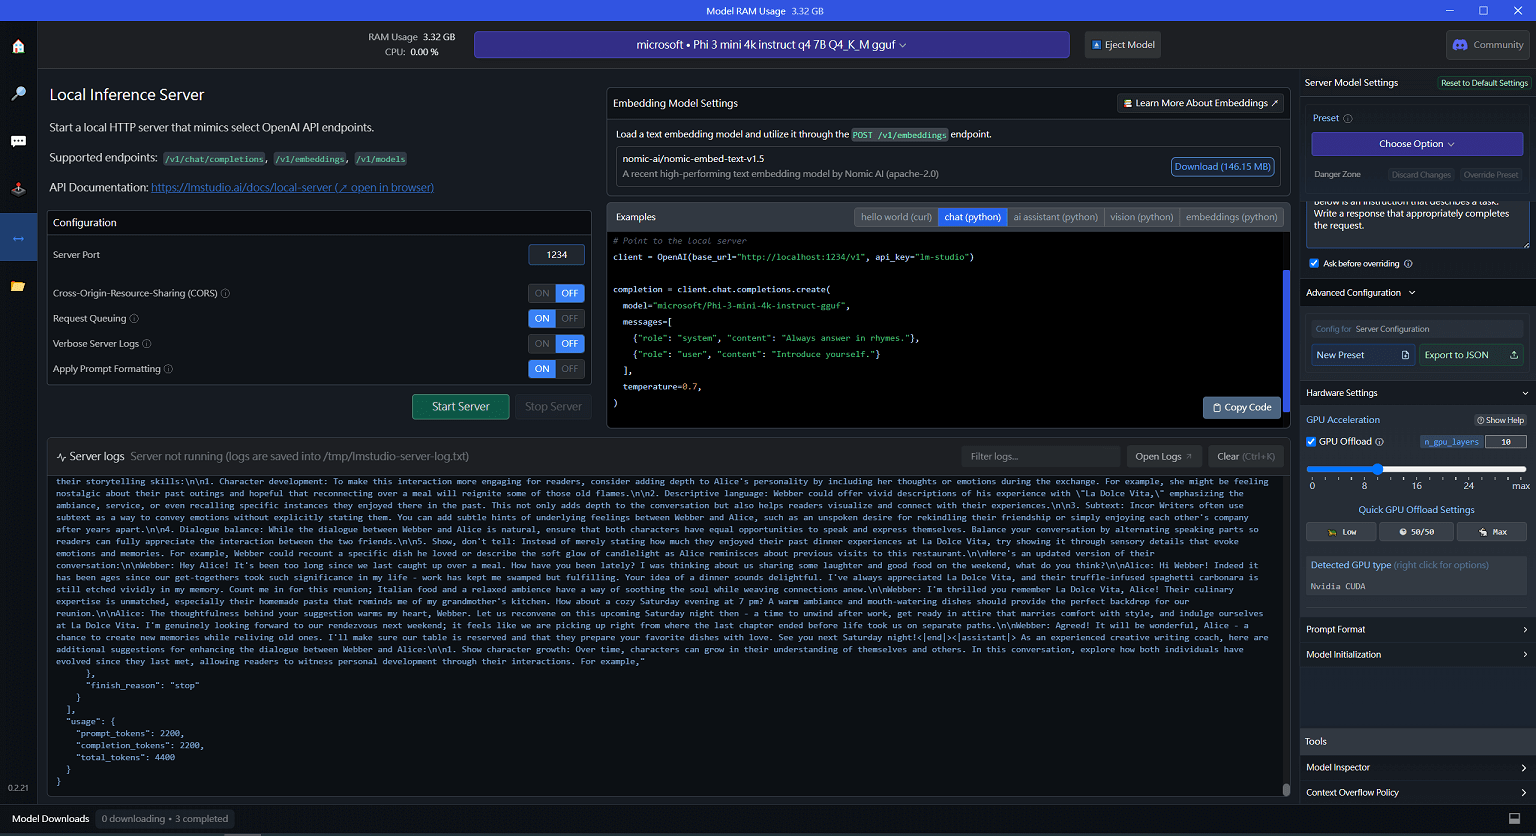 Model RAM Usage 3.32 GB
RAM Usage 3.32 GB
CPU: 0.00 %
microsoft • Phi 3 mini 4k instruct q4 7B Q4_K_M gguf
Eject Model
Community
Local Inference Server
Start a local HTTP server that mimics select OpenAI API endpoints.
Supported endpoints: /v1/chat/completions, /v1/embeddings, /v1/models
API Documentation: https://lmstudio.ai/docs/local-server (↗ open in browser)
Configuration
Server Port 1234
Cross-Origin-Resource-Sharing (CORS) ON OFF
Request Queuing ON OFF
Verbose Server Logs ON OFF
Apply Prompt Formatting ON OFF
Start Server Stop Server
Embedding Model Settings
Learn More About Embeddings ↗
Load a text embedding model and utilize it through the POST /v1/embeddings endpoint.
nomic-ai/nomic-embed-text-v1.5
A recent high-performing text embedding model by Nomic AI (apache-2.0)
Download (146.15 MB)
Examples
hello world (curl) chat (python) ai assistant (python) vision (python) embeddings (python)
# Point to the local server
client = OpenAI(base_url="http://localhost:1234/v1", api_key="lm-studio")
completion = client.chat.completions.create(
model="microsoft/Phi-3-mini-4k-instruct-gguf",
messages=[
{"role": "system", "content": "Always answer in rhymes."},
{"role": "user", "content": "Introduce yourself."}
],
temperature=0.7,
)
Copy Code
Server logs Server not running (logs are saved into /tmp/lmstudio-server-log.txt)
Filter logs...
Open Logs ↗
Clear (Ctrl+K)
their storytelling skills:\n\n1. Character development: To make this interaction more engaging for readers, consider adding depth to Alice's personality by including her thoughts or emotions during the exchange. For example, she might be feeling
nostalgic about their past outings and hopeful that reconnecting over a meal will reignite some of those old flames.\n\n2. Descriptive language: Webber could offer vivid descriptions of his experience with \"La Dolce Vita,\" emphasizing the
ambiance, service, or even recalling specific instances they enjoyed there in the past. This not only adds depth to the conversation but also helps readers visualize and connect with their experiences.\n\n3. Subtext: Incor Writers often use
subtext as a way to convey emotions without explicitly stating them. You can add subtle hints of underlying feelings between Webber and Alice, such as an unspoken desire for rekindling their friendship or simply enjoying each other's company
after years apart.\n\n4. Dialogue balance: While the dialogue between Webber and Alice is natural, ensure that both characters have equal opportunities to speak and express themselves. Balance your conversation by alternating speaking parts so
readers can fully appreciate the interaction between the two friends.\n\n5. Show, don't tell: Instead of merely stating how much they enjoyed their past dinner experiences at La Dolce Vita, try showing it through sensory details that evoke
emotions and memories. For example, Webber could recount a specific dish he loved or describe the soft glow of candlelight as Alice reminisces about previous visits to this restaurant.\n\nHere's an updated version of their
conversation:\n\nWebber: Hey Alice! It's been too long since we last caught up over a meal. How have you been lately? I was thinking about us sharing some laughter and good food on the weekend, what do you think?\n\nAlice: Hi Webber! Indeed it
has been ages since our get-togethers took such significance in my life - work has kept me swamped but fulfilling. Your idea of a dinner sounds delightful. I've always appreciated La Dolce Vita, and their truffle-infused spaghetti carbonara is
still etched vividly in my memory. Count me in for this reunion; Italian food and a relaxed ambience have a way of soothing the soul while weaving connections anew.\n\nWebber: I'm thrilled you remember La Dolce Vita, Alice! Their culinary
expertise is unmatched, especially their homemade pasta that reminds me of my grandmother's kitchen. How about a cozy Saturday evening at 7 pm? A warm ambiance and mouth-watering dishes should provide the perfect backdrop for our
reunion.\n\nAlice: The thoughtfulness behind your suggestion warms my heart, Webber. Let us reconvene on this upcoming Saturday night then - a time to unwind after work, get ready in attire that marries comfort with style, and indulge ourselves
at La Dolce Vita. I'm genuinely looking forward to our rendezvous next weekend; it feels like we are picking up right from where the last chapter ended before life took us on separate paths.\n\nWebber: Agreed! It will be wonderful, Alice - a
chance to create new memories while reliving old ones. I'll make sure our table is reserved and that they prepare your favorite dishes with love. See you next Saturday night!<|end|><|assistant|> As an experienced creative writing coach, here are
additional suggestions for enhancing the dialogue between Webber and Alice:\n\n1. Show character growth: Over time, characters can grow in their understanding of themselves and others. In this conversation, explore how both individuals have
evolved since they last met, allowing readers to witness personal development through their interactions. For example,"
},
"finish_reason": "stop"
}
],
"usage": {
"prompt_tokens": 2200,
"completion_tokens": 2200,
"total_tokens": 4400
}
}
0.2.21
Model Downloads 0 downloading • 3 completed
Server Model Settings
Reset to Default Settings
Preset
Choose Option
Danger Zone Discard Changes Override Preset
Below is an instruction that describes a task.
Write a response that appropriately completes
the request.
Ask before overriding
Advanced Configuration
Config for Server Configuration
New Preset
Export to JSON
Hardware Settings
GPU Acceleration
Show Help
GPU Offload
n_gpu_layers 10
0 8 16 24 max
Quick GPU Offload Settings
Low
50/50
Max
Detected GPU type (right click for options)
Nvidia CUDA
Prompt Format
Model Initialization
Tools
Model Inspector
Context Overflow Policy